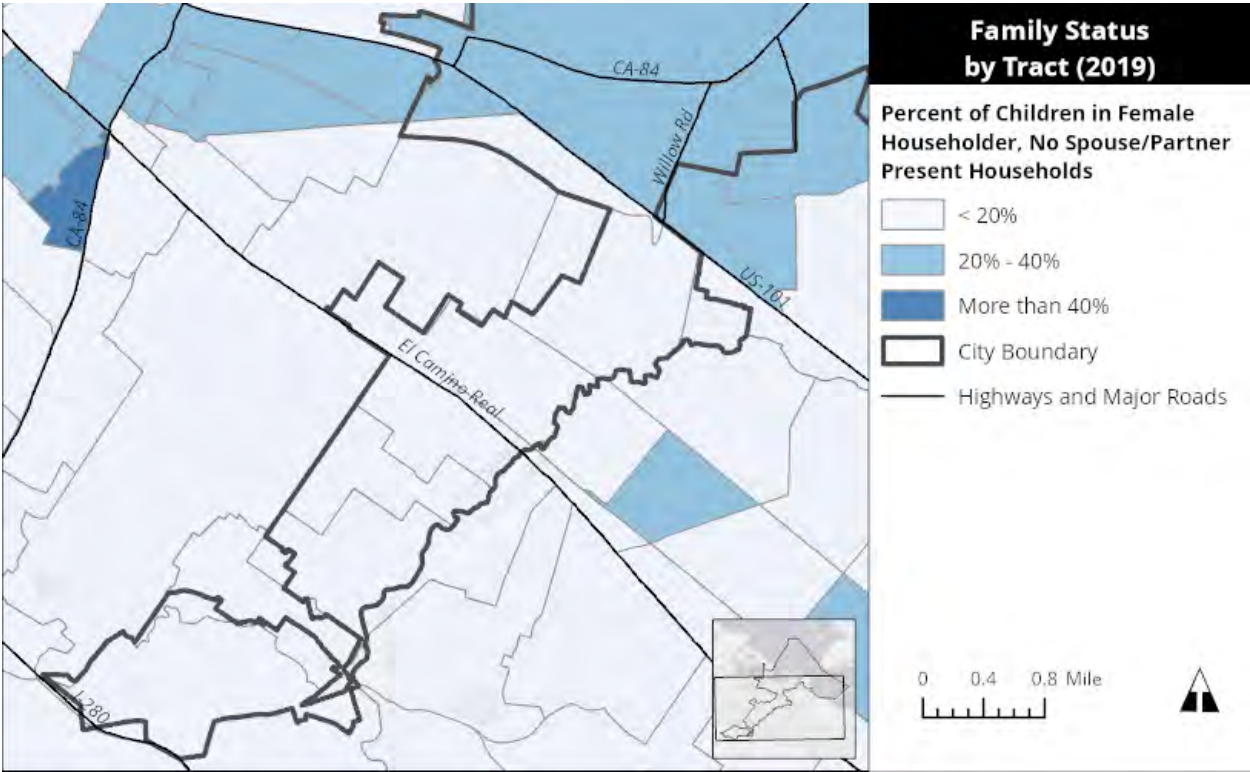 Family Status
by Tract (2019)
Percent of Children in Female
Householder, No Spouse/Partner
Present Households
< 20%
20% - 40%
More than 40%
City Boundary
Highways and Major Roads
CA-84
Willow Rd
CA-84
US-101
El Camino Real
I-280
0 0.4 0.8 Mile